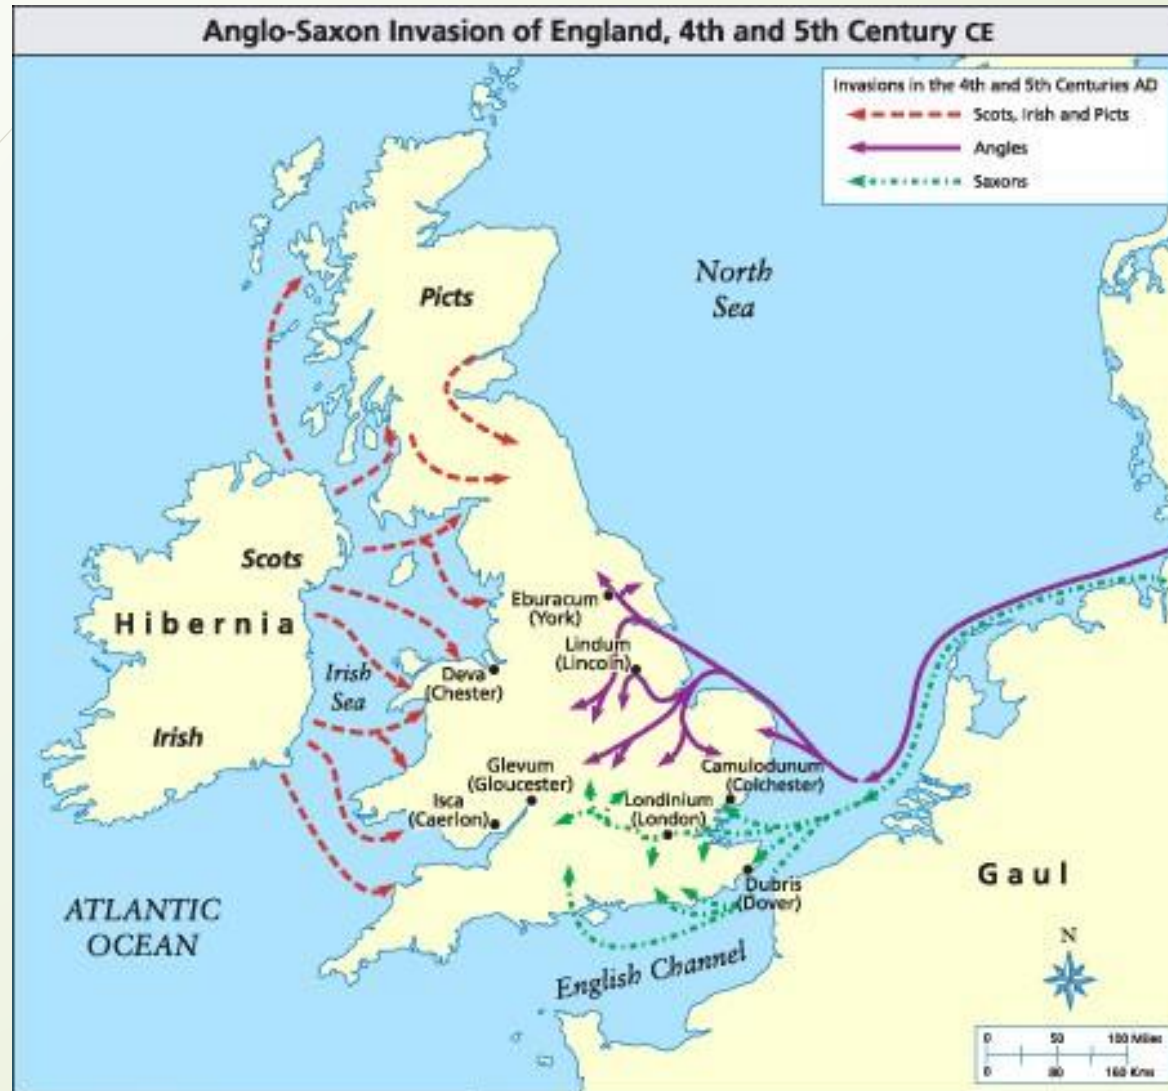 Anglo-Saxon Invasion of England, 4th and 5th Century CE
Invasions in the 4th and 5th Centuries AD
Scots, Irish and Picts
Angles
Saxons
North
Sea
Picts
Scots
Hibernia
Irish
Sea
Irish
Eburacum
(York)
Lindum
(Lincoln)
Deva
(Chester)
Glevum
(Gloucester)
Isca
(Caerlon)
Camulodunum
(Colchester)
Londinium
(London)
Dubris
(Dover)
Gaul
ATLANTIC
OCEAN
English Channel
N
0 50 100 Miles
0 80 160 Kms